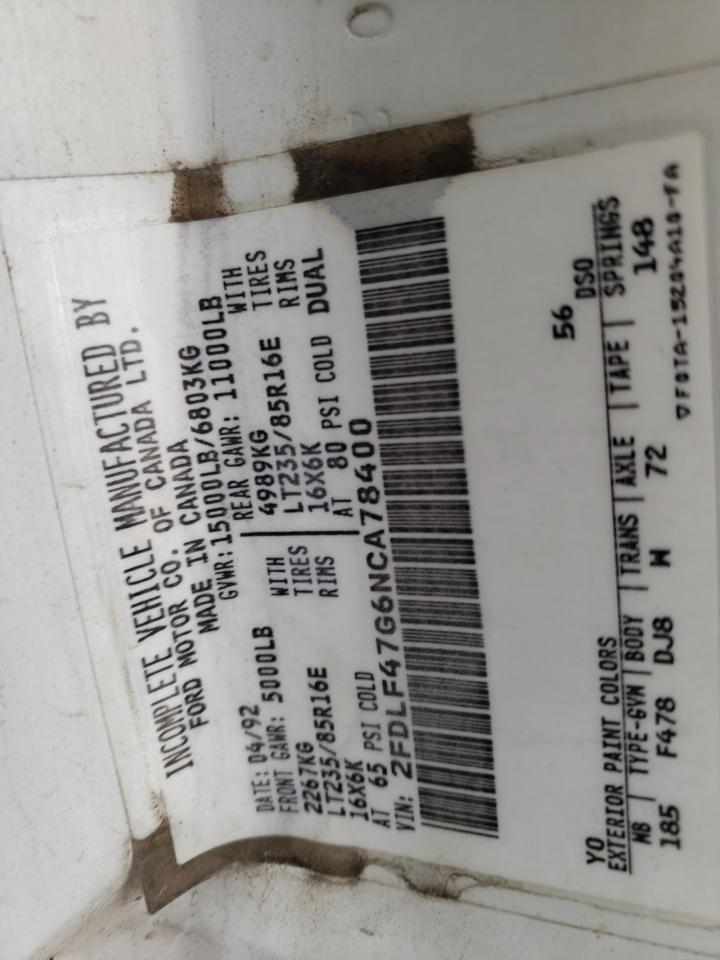 INCOMPLETE VEHICLE MANUFACTURED BY
FORD MOTOR CO. OF CANADA LTD.
MADE IN CANADA
GVWR:15000LB/6803KG
DATE: 04/92
FRONT GAWR: 5000LB
2267KG WITH
LT235/85R16E TIRES
16X6K RIMS
AT 65 PSI COLD
REAR GAWR: 11000LB
4989KG WITH
LT235/85R16E TIRES
16X6K RIMS
AT 80 PSI COLD DUAL
VIN: 2FDLF47G6NCA78400
56
YO DSO
EXTERIOR PAINT COLORS
WB | TYPE-GVW | BODY | TRANS | AXLE | TAPE | SPRINGS
185 F478 DJ8 W 72 148